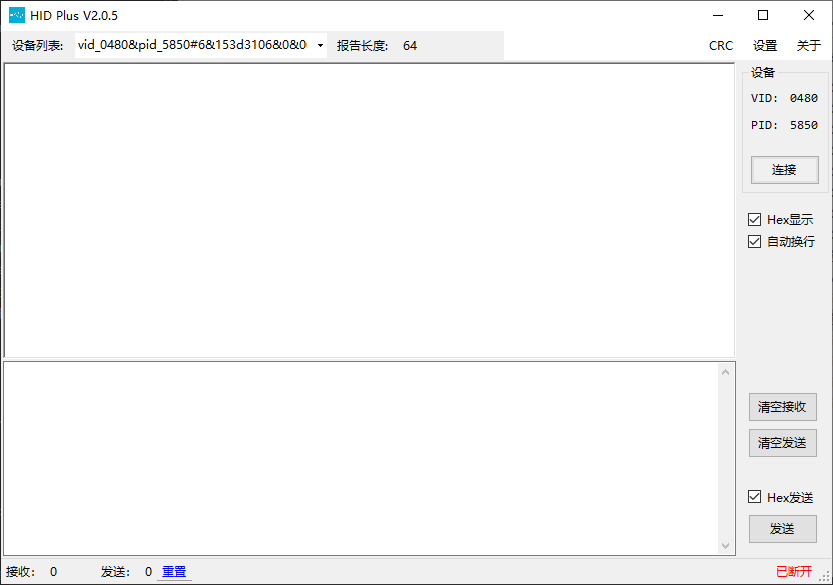 HID Plus V2.0.5
设备列表: vid_0480&pid_5850#6&153d3106&0&0 报告长度: 64 CRC 设置 关于
设备
VID: 0480
PID: 5850
连接
Hex显示
自动换行
清空接收
清空发送
Hex发送
发送
接收: 0 发送: 0 重置 已断开